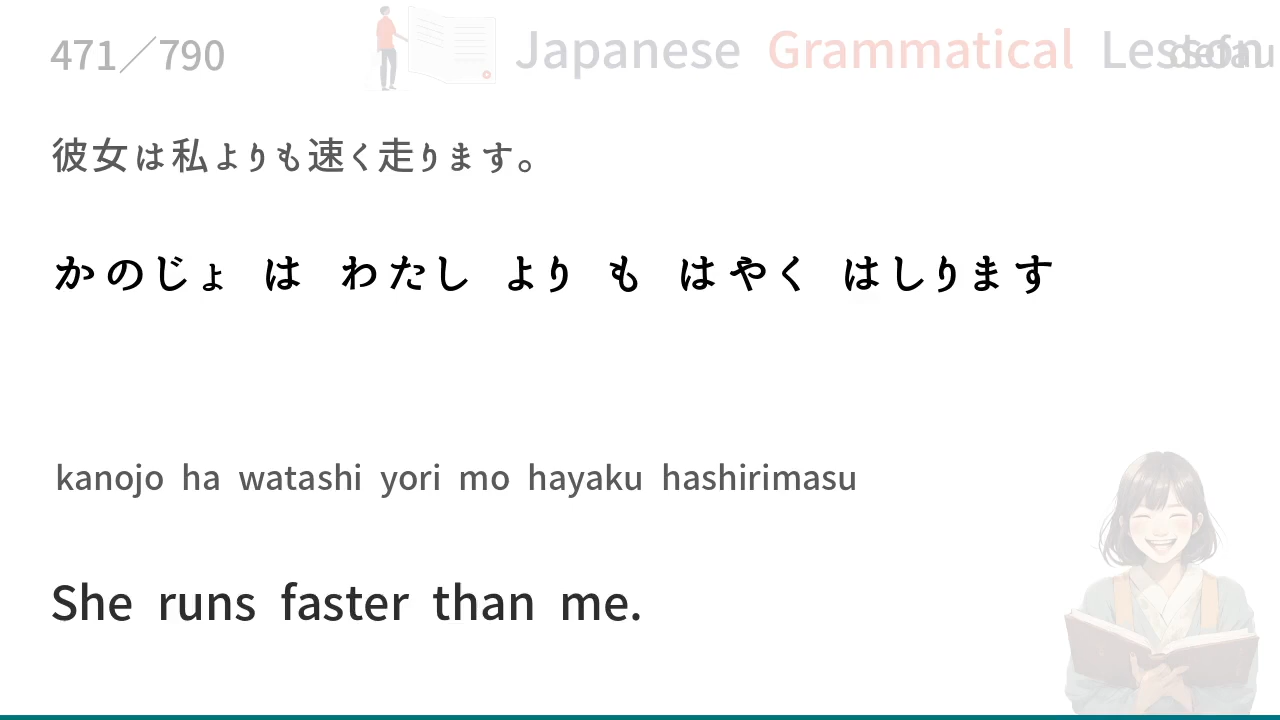 471／790
Japanese Grammatical Lesson
defau
彼女は私よりも速く走ります。
かのじょ は わたし より も はやく はしります
kanojo ha watashi yori mo hayaku hashirimasu
She runs faster than me.